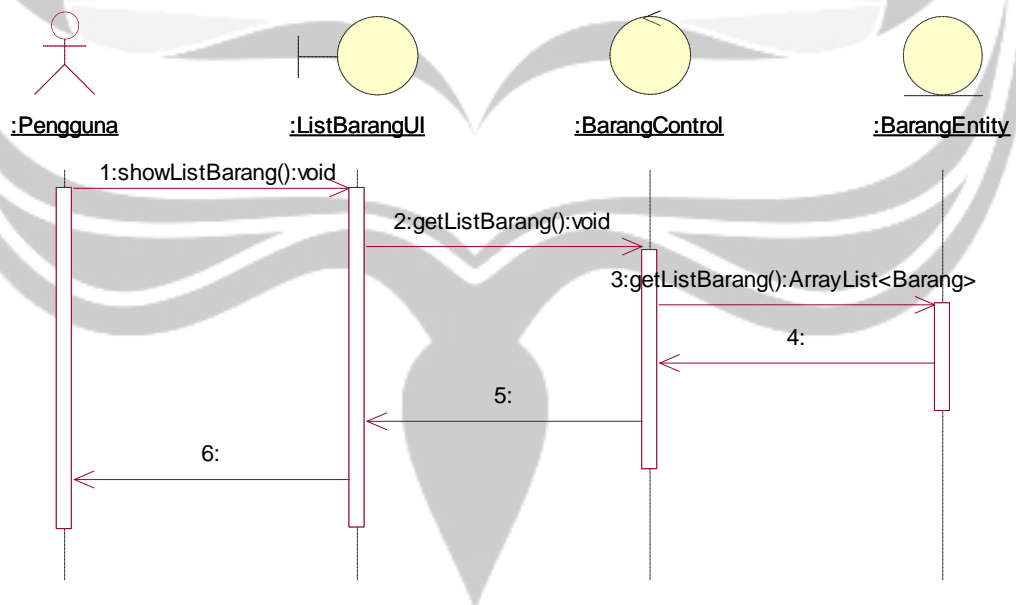 :Pengguna
:ListBarangUI
:BarangControl
:BarangEntity
1:showListBarang():void
2:getListBarang():void
3:getListBarang():ArrayList<Barang>
4:
5:
6: